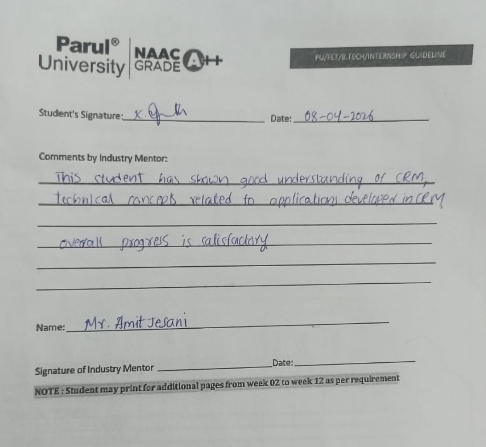 Parul® University
NAAC GRADE A++
PU/FET/B.TECH/INTERNSHIP GUIDELINE
Student's Signature: Date: 08-04-2026
Comments by Industry Mentor:
This student has shown good understanding of CRM,
technical concepts related to applications developed in CRM
overall progress is satisfactory
Name: Mr. Amit Jesani
Signature of Industry Mentor Date:
NOTE : Student may print for additional pages from week 02 to week 12 as per requirement